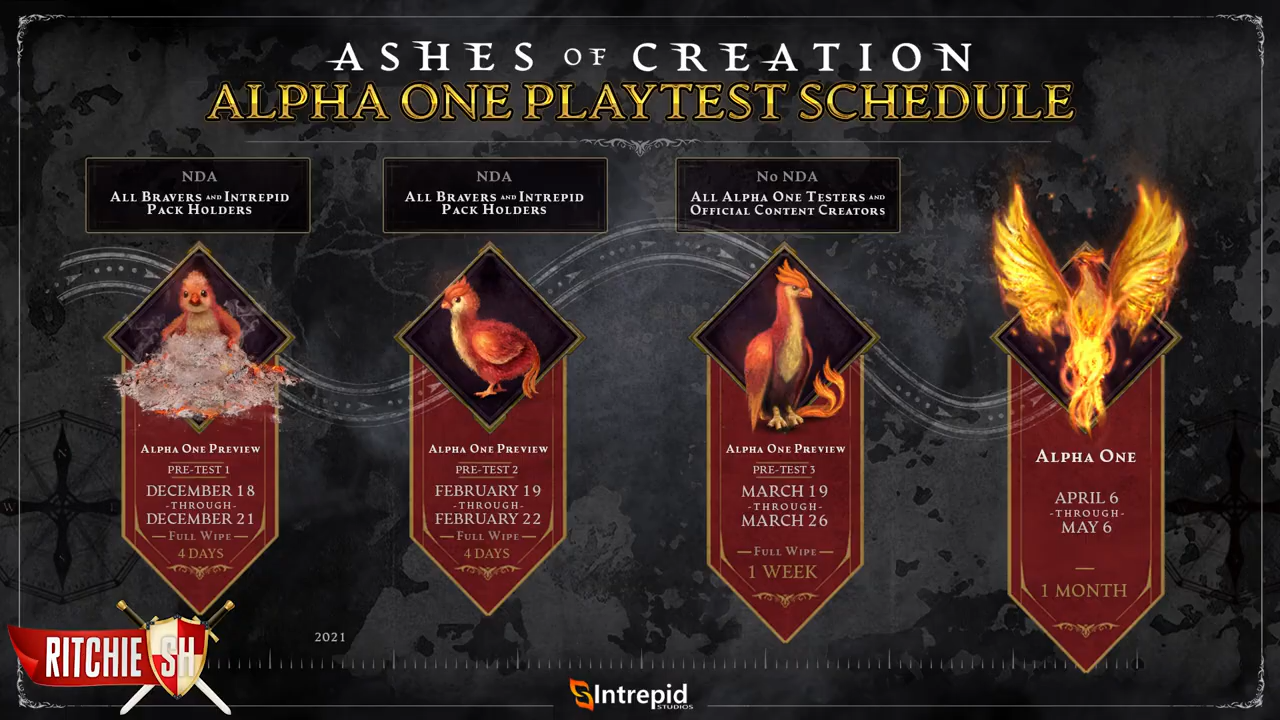 ASHES OF CREATION
ALPHA ONE PLAYTEST SCHEDULE
NDA
ALL BRAVERS AND INTREPID
PACK HOLDERS
NDA
ALL BRAVERS AND INTREPID
PACK HOLDERS
No NDA
ALL ALPHA ONE TESTERS AND
OFFICIAL CONTENT CREATORS
ALPHA ONE PREVIEW
PRE-TEST 1
DECEMBER 18
-THROUGH-
DECEMBER 21
FULL WIPE
4 DAYS
ALPHA ONE PREVIEW
PRE-TEST 2
FEBRUARY 19
-THROUGH-
FEBRUARY 22
FULL WIPE
4 DAYS
ALPHA ONE PREVIEW
PRE-TEST 3
MARCH 19
-THROUGH-
MARCH 26
FULL WIPE
1 WEEK
ALPHA ONE
APRIL 6
-THROUGH-
MAY 6
1 MONTH
2021
RITCHIE SH
Intrepid
STUDIOS